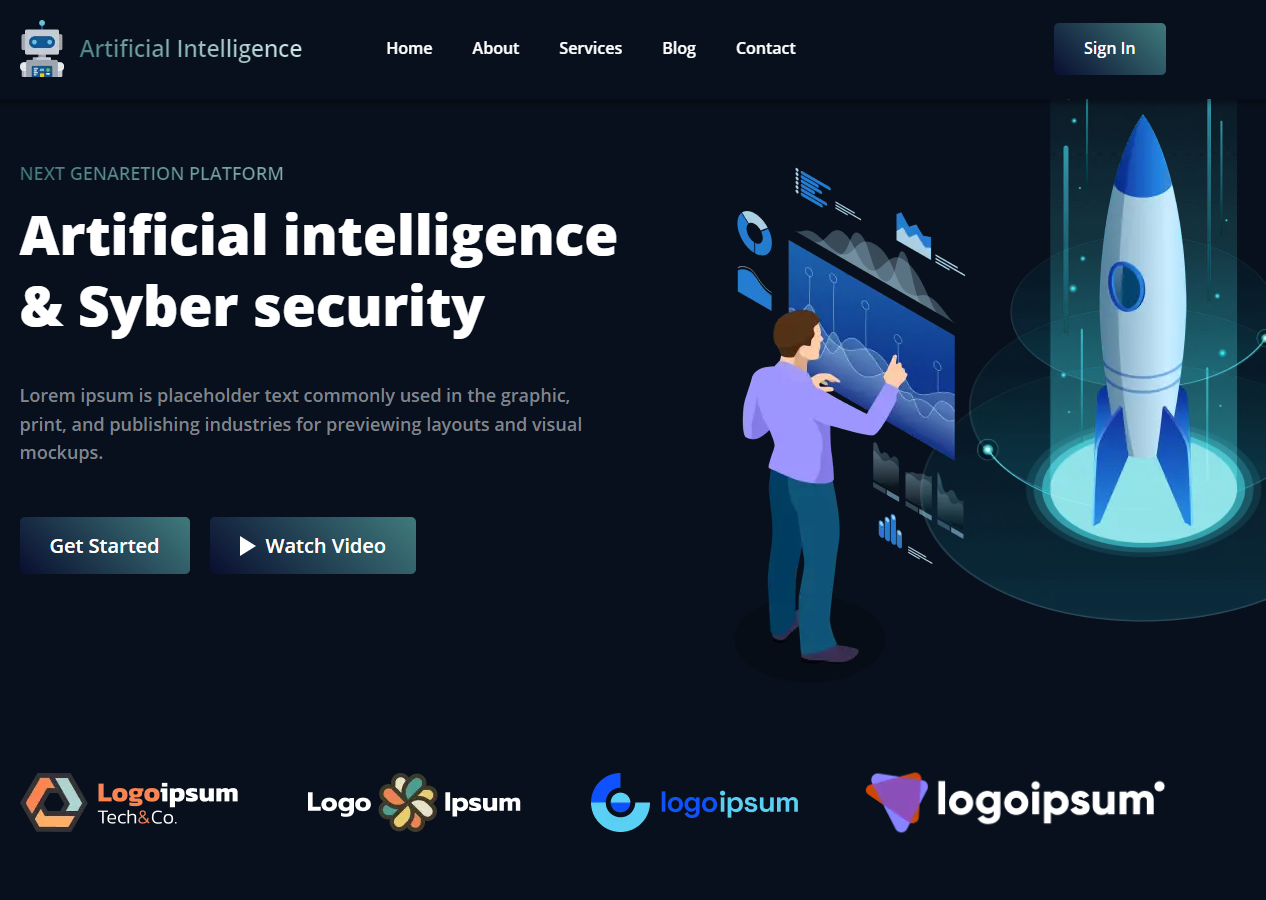 Artificial Intelligence
Home About Services Blog Contact
Sign In
NEXT GENARETION PLATFORM
Artificial intelligence
& Syber security
Lorem ipsum is placeholder text commonly used in the graphic,
print, and publishing industries for previewing layouts and visual
mockups.
Get Started
Watch Video
Logoipsum
Tech&Co.
Logo Ipsum
logoipsum
logoipsum